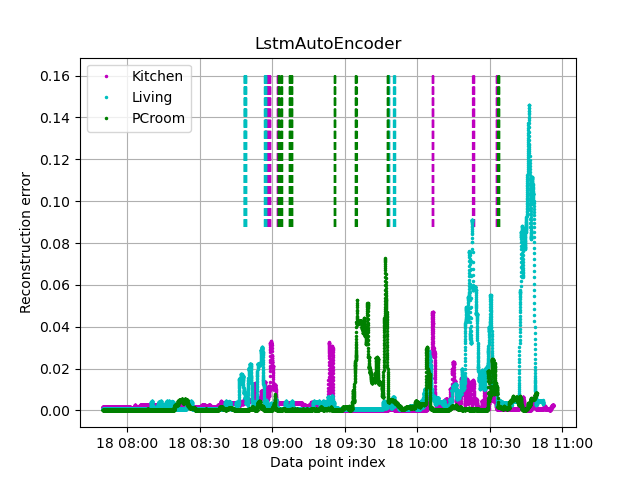 LstmAutoEncoder
Kitchen
Living
PCroom
Reconstruction error
0.16
0.14
0.12
0.10
0.08
0.06
0.04
0.02
0.00
18 08:00 18 08:30 18 09:00 18 09:30 18 10:00 18 10:30 18 11:00
Data point index